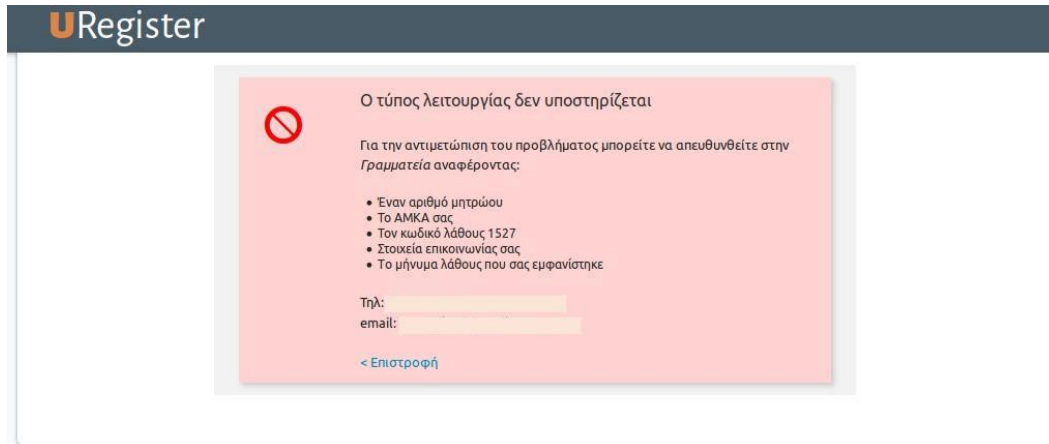 URegister
Ο τύπος λειτουργίας δεν υποστηρίζεται
Για την αντιμετώπιση του προβλήματος μπορείτε να απευθυνθείτε στην
Γραμματεία αναφέροντας:
• Έναν αριθμό μητρώου
• Το ΑΜΚΑ σας
• Τον κωδικό λάθους 1527
• Στοιχεία επικοινωνίας σας
• Το μήνυμα λάθους που σας εμφανίστηκε
Τηλ:
email:
< Επιστροφή